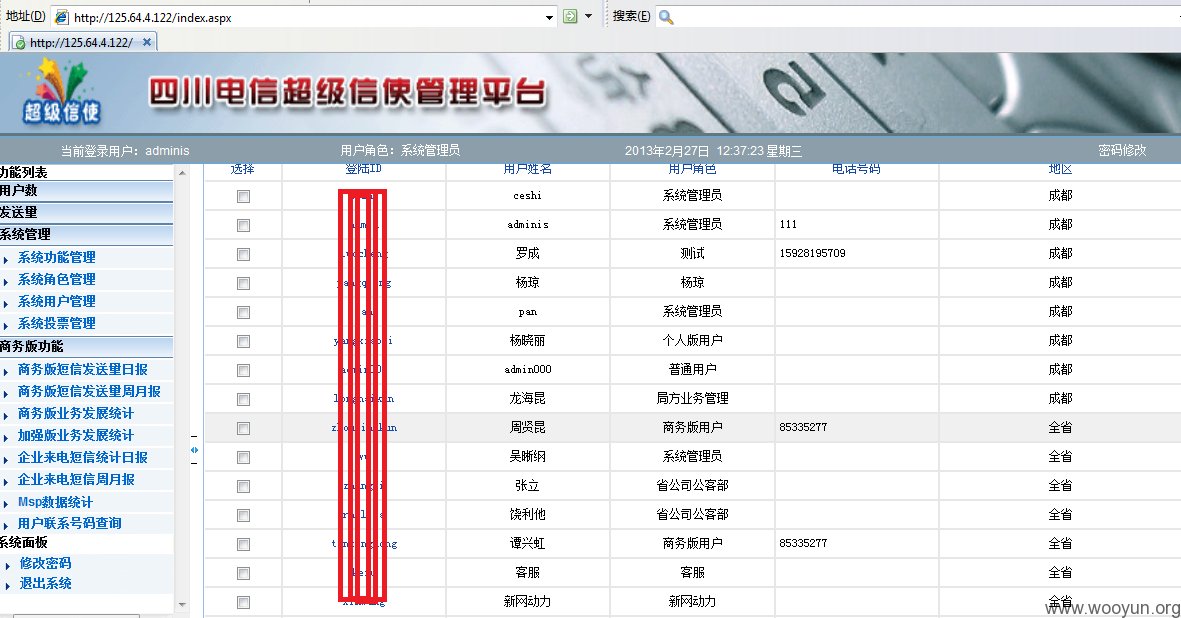 地址(D) http://125.64.4.122/index.aspx 搜索(E)
http://125.64.4.122/
超级信使 四川电信超级信使管理平台
当前登录用户：adminis 用户角色：系统管理员 2013年2月27日 12:37:23 星期三 密码修改
功能列表
用户数
发送量
系统管理
系统功能管理
系统角色管理
系统用户管理
系统投票管理
商务版功能
商务版短信发送量日报
商务版短信发送量周月报
商务版业务发展统计
加强版业务发展统计
企业来电短信统计日报
企业来电短信周月报
Msp数据统计
用户联系号码查询
系统面板
修改密码
退出系统
选择 登陆ID 用户姓名 用户角色 电话号码 地区
ceshi 系统管理员 成都
adminis 系统管理员 111 成都
罗成 测试 15928195709 成都
杨琼 杨琼 成都
pan 系统管理员 成都
杨晓丽 个人版用户 成都
admin000 普通用户 成都
龙海昆 局方业务管理 成都
周贤昆 商务版用户 85335277 全省
吴晰纲 系统管理员 全省
张立 省公司公客部 全省
饶利他 省公司公客部 全省
谭兴虹 商务版用户 85335277 全省
客服 客服 全省
新网动力 新网动力 全省
www.wooyun.org